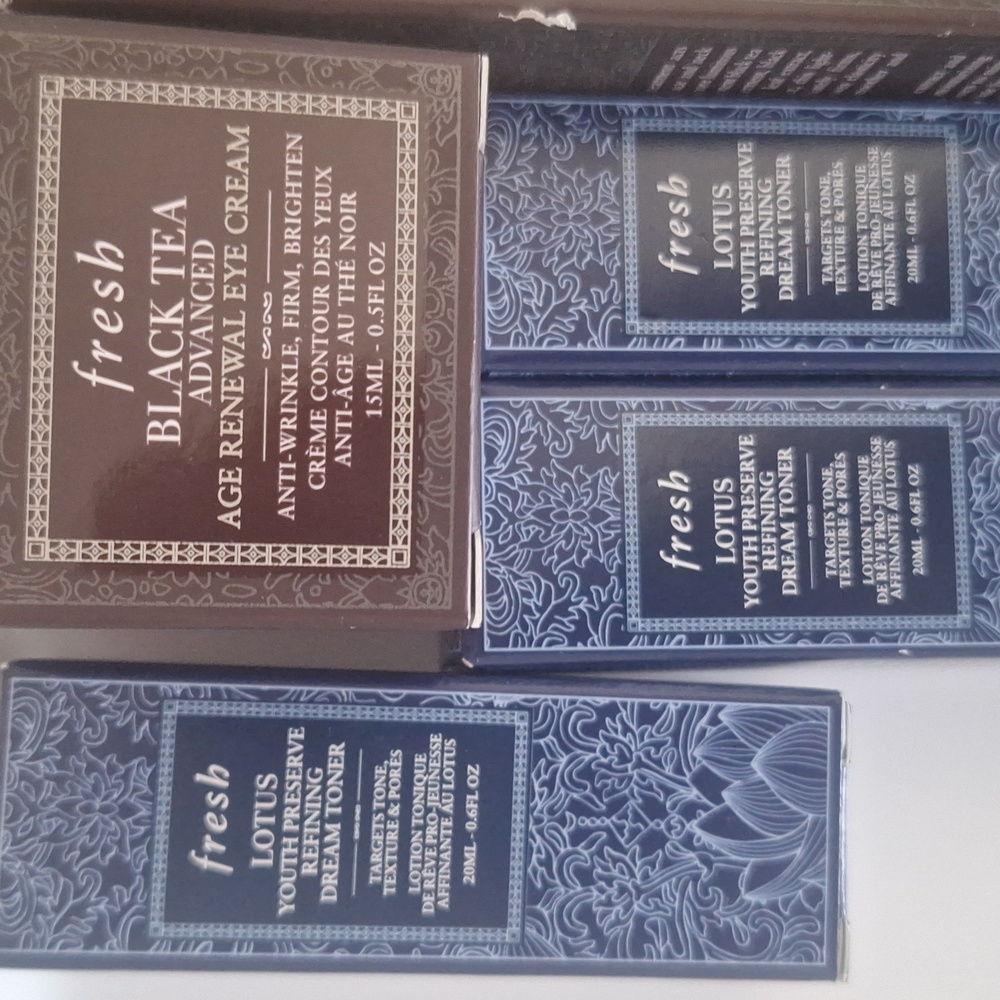 fresh
BLACK TEA
ADVANCED
AGE RENEWAL EYE CREAM
ANTI-WRINKLE, FIRM, BRIGHTEN
CRÈME CONTOUR DES YEUX
ANTI-ÂGE AU THÉ NOIR
15ML - 0.5FL OZ
fresh
LOTUS
YOUTH PRESERVE
REFINING
DREAM TONER
TARGETS TONE,
TEXTURE & PORES
LOTION TONIQUE
DE RÊVE PRO-JEUNESSE
AFFINANTE AU LOTUS
20ML - 0.6FL OZ
fresh
LOTUS
YOUTH PRESERVE
REFINING
DREAM TONER
TARGETS TONE,
TEXTURE & PORES
LOTION TONIQUE
DE RÊVE PRO-JEUNESSE
AFFINANTE AU LOTUS
20ML - 0.6FL OZ
fresh
LOTUS
YOUTH PRESERVE
REFINING
DREAM TONER
TARGETS TONE,
TEXTURE & PORES
LOTION TONIQUE
DE RÊVE PRO-JEUNESSE
AFFINANTE AU LOTUS
20ML - 0.6FL OZ